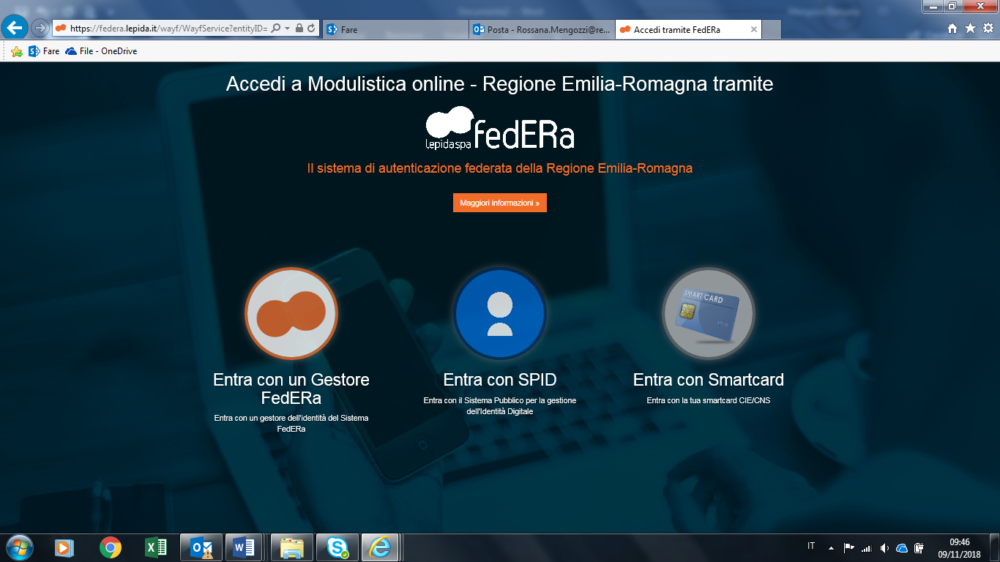 https://federa.lepida.it/wayf/WayfService?entityID=
Fare
Posta - Rossana.Mengozzi@re...
Accedi tramite FedERa
Fare
File - OneDrive
Accedi a Modulistica online - Regione Emilia-Romagna tramite
lepidaspa
fedERa
Il sistema di autenticazione federata della Regione Emilia-Romagna
Maggiori informazioni »
SMART CARD
Entra con un Gestore
FedERa
Entra con un gestore dell'identità del Sistema
FedERa
Entra con SPID
Entra con il Sistema Pubblico per la gestione
dell'Identità Digitale
Entra con Smartcard
Entra con la tua smartcard CIE/CNS
IT
09:46
09/11/2018